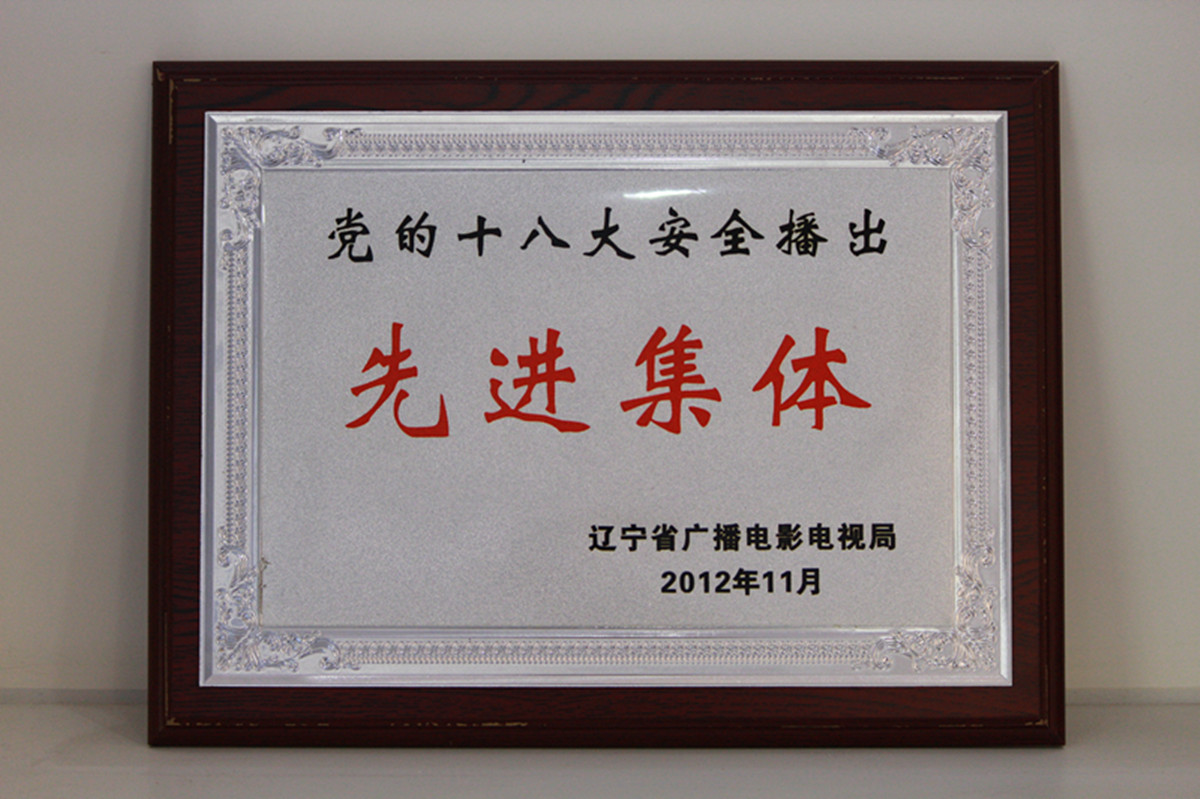 党的十八大安全播出
先进集体
辽宁省广播电影电视局
2012年11月